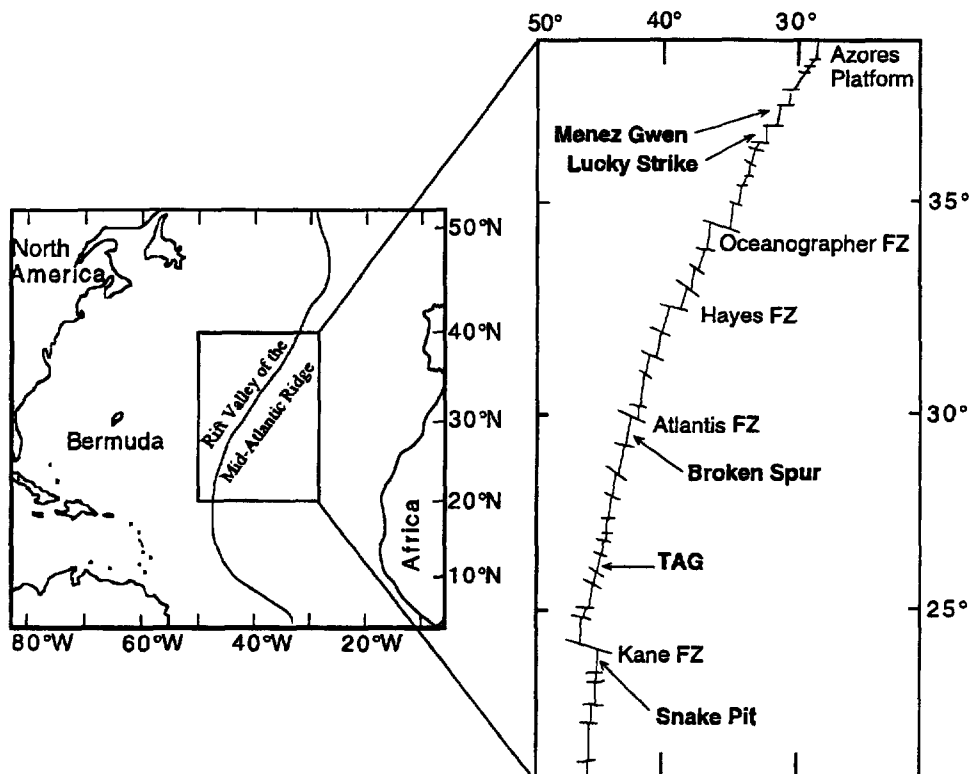 50°
40°
30°
Azores
Platform
Menez Gwen
Lucky Strike
35°
Oceanographer FZ
Hayes FZ
30°
Atlantis FZ
Broken Spur
TAG
25°
Kane FZ
Snake Pit
North
America
50°N
40°N
Rift Valley of the
Mid-Atlantic Ridge
30°N
Bermuda
20°N
Africa
10°N
80°W
60°W
40°W
20°W